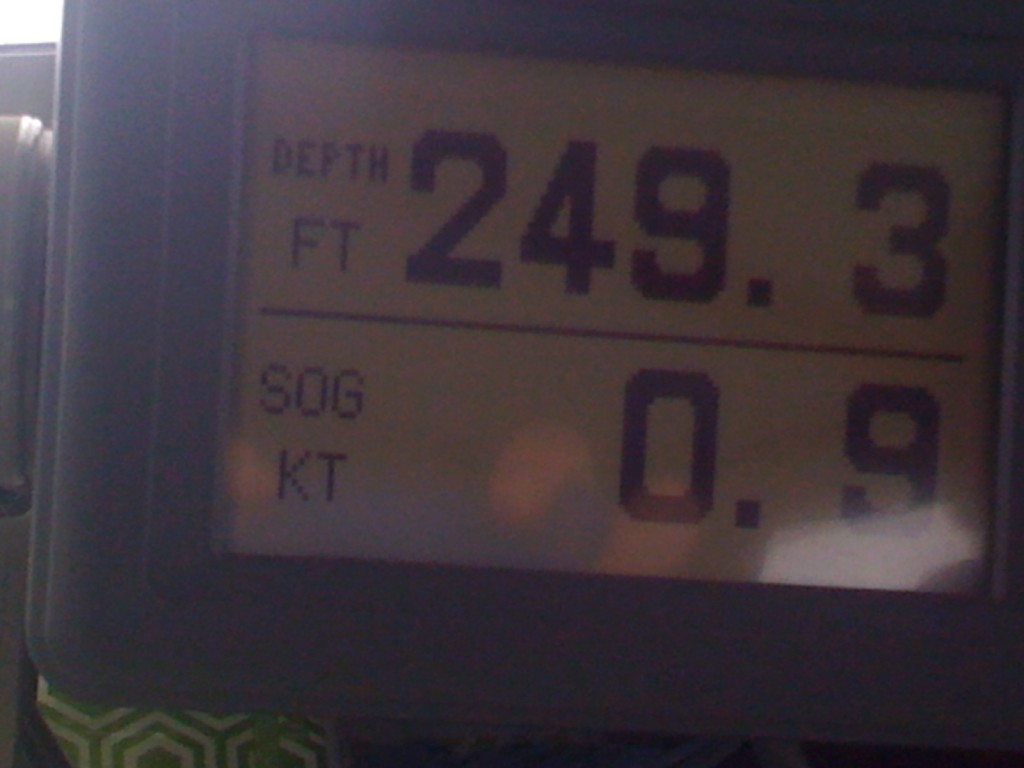 DEPTH 249.3
FT
SOG 0.9
KT